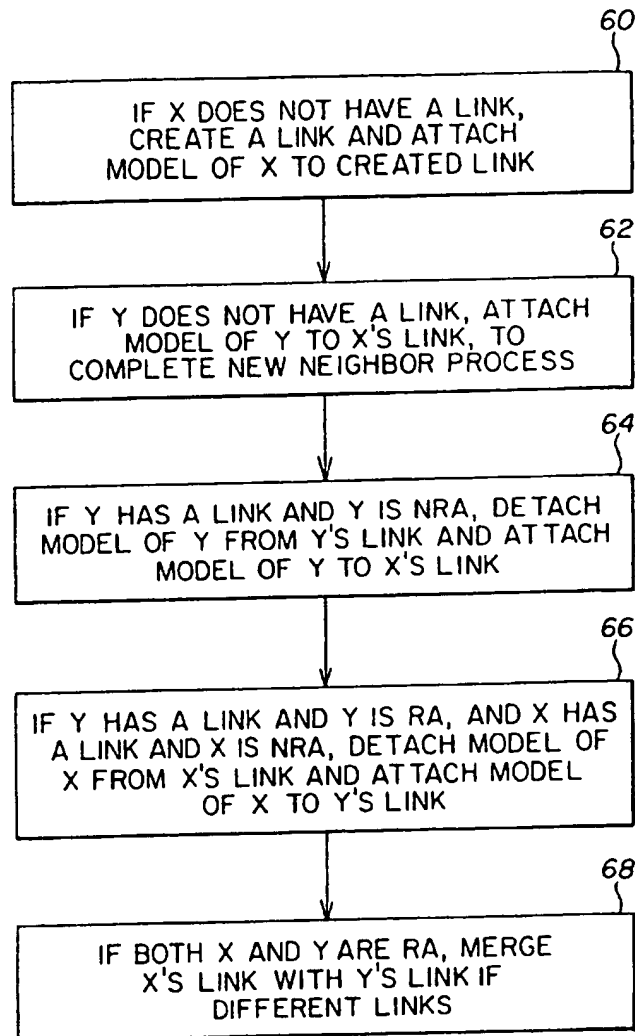 60
IF X DOES NOT HAVE A LINK,
CREATE A LINK AND ATTACH
MODEL OF X TO CREATED LINK
62
IF Y DOES NOT HAVE A LINK, ATTACH
MODEL OF Y TO X'S LINK, TO
COMPLETE NEW NEIGHBOR PROCESS
64
IF Y HAS A LINK AND Y IS NRA, DETACH
MODEL OF Y FROM Y'S LINK AND ATTACH
MODEL OF Y TO X'S LINK
66
IF Y HAS A LINK AND Y IS RA, AND X HAS
A LINK AND X IS NRA, DETACH MODEL OF
X FROM X'S LINK AND ATTACH MODEL
OF X TO Y'S LINK
68
IF BOTH X AND Y ARE RA, MERGE
X'S LINK WITH Y'S LINK IF
DIFFERENT LINKS